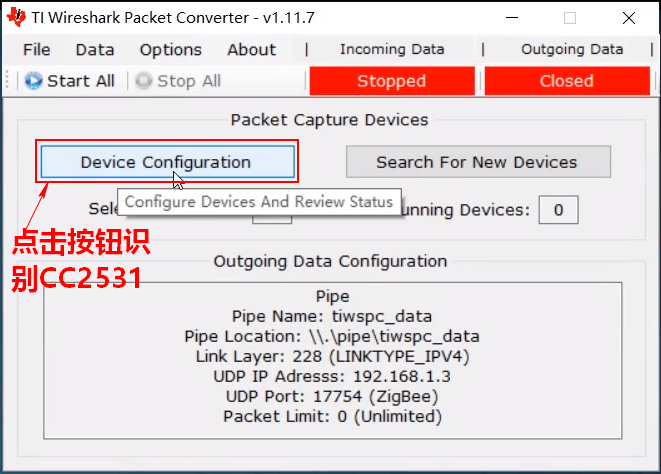 TI Wireshark Packet Converter - v1.11.7
File Data Options About | Incoming Data | Outgoing Data |
Start All Stop All Stopped Closed
Packet Capture Devices
Device Configuration Search For New Devices
Configure Devices And Review Status
Sele unning Devices: 0
点击按钮识
别CC2531
Outgoing Data Configuration
Pipe
Pipe Name: tiwspc_data
Pipe Location: \\.\pipe\tiwspc_data
Link Layer: 228 (LINKTYPE_IPV4)
UDP IP Adresss: 192.168.1.3
UDP Port: 17754 (ZigBee)
Packet Limit: 0 (Unlimited)